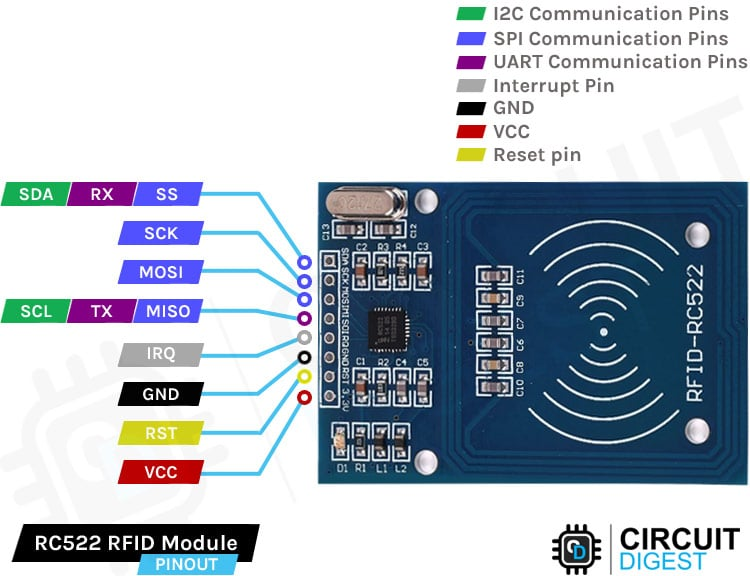 I2C Communication Pins
SPI Communication Pins
UART Communication Pins
Interrupt Pin
GND
VCC
Reset pin
SDA RX SS
SCK
MOSI
SCL TX MISO
IRQ
GND
RST
VCC
C13
C12
C2 R3 R4 C3
SDA SCK MOSI MISO IRQ GND RST 3.3V
C1 R2 C4 C5
D1 R1 L1 L2
C11
C9
C7
C6
C8
C10
RFID-RC522
RC522 RFID Module
PINOUT
CD
CIRCUIT
DIGEST